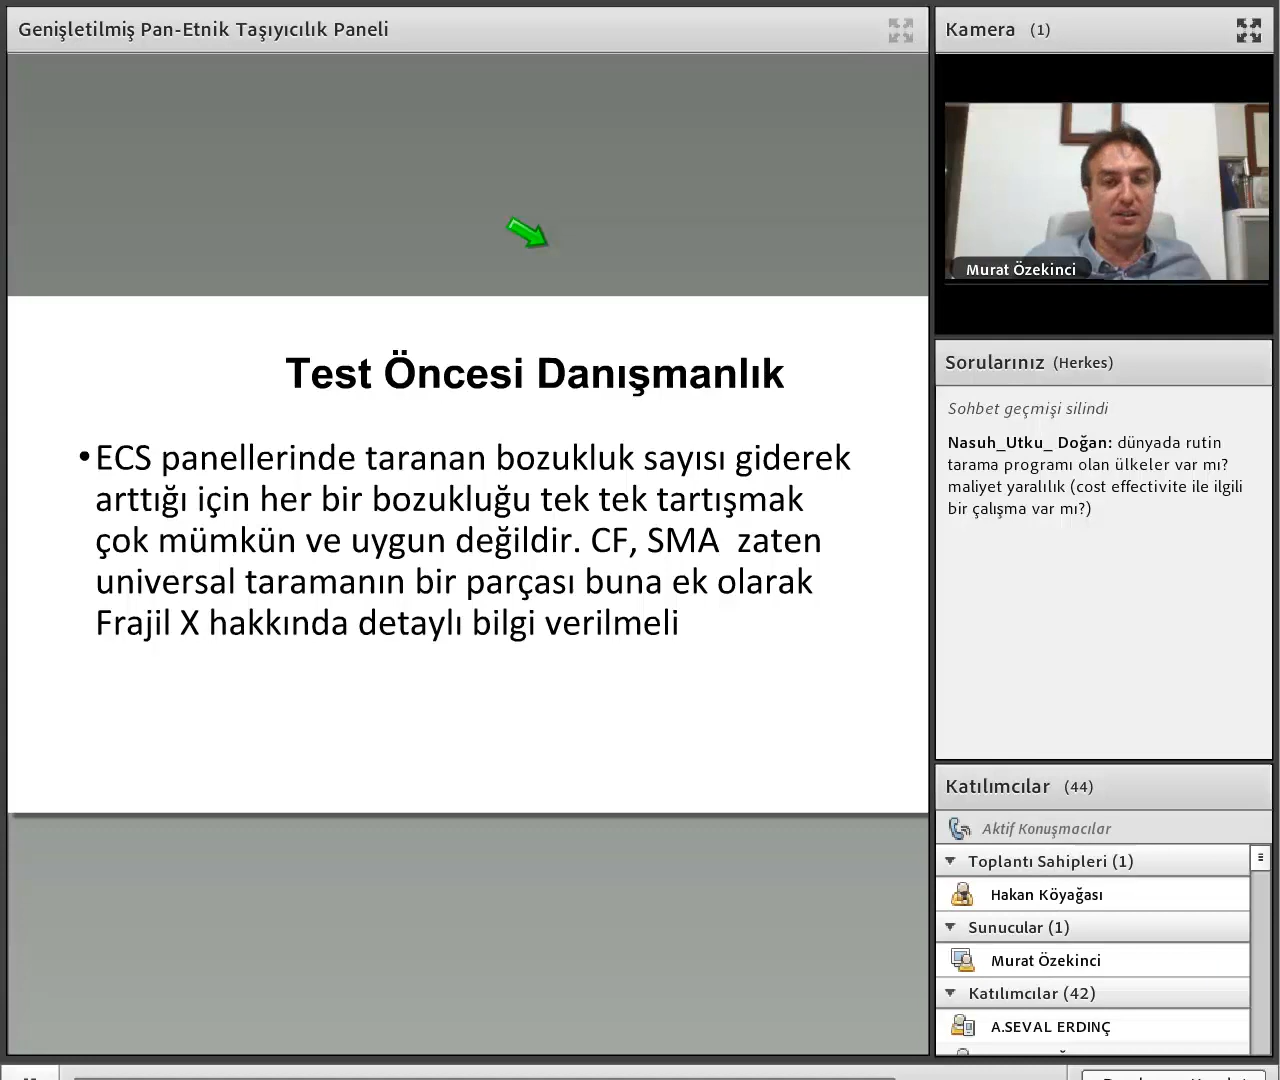 Genişletilmiş Pan-Etnik Taşıyıcılık Paneli
Test Öncesi Danışmanlık
•ECS panellerinde taranan bozukluk sayısı giderek
arttığı için her bir bozukluğu tek tek tartışmak
çok mümkün ve uygun değildir. CF, SMA  zaten
universal taramanın bir parçası buna ek olarak
Frajil X hakkında detaylı bilgi verilmeli
Kamera (1)
Murat Özekinci
Sorularınız (Herkes)
Sohbet geçmişi silindi
Nasuh_Utku_ Doğan: dünyada rutin
tarama programı olan ülkeler var mı?
maliyet yaralılık (cost effectivite ile ilgili
bir çalışma var mı?)
Katılımcılar (44)
Aktif Konuşmacılar
Toplantı Sahipleri (1)
Hakan Köyağası
Sunucular (1)
Murat Özekinci
Katılımcılar (42)
A.SEVAL ERDINÇ